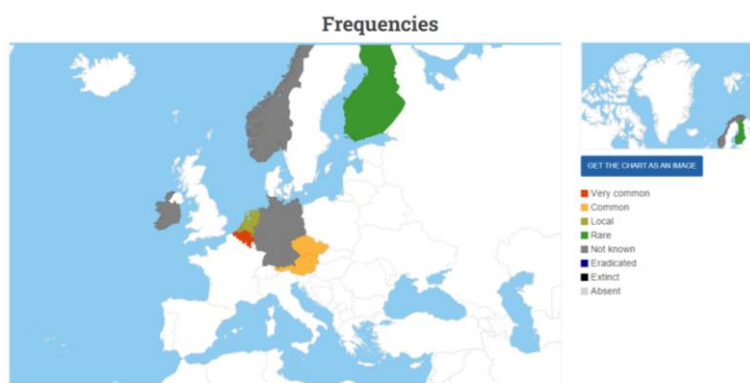 Frequencies
GET THE CHART AS AN IMAGE
Very common
Common
Local
Rare
Not known
Eradicated
Extinct
Absent